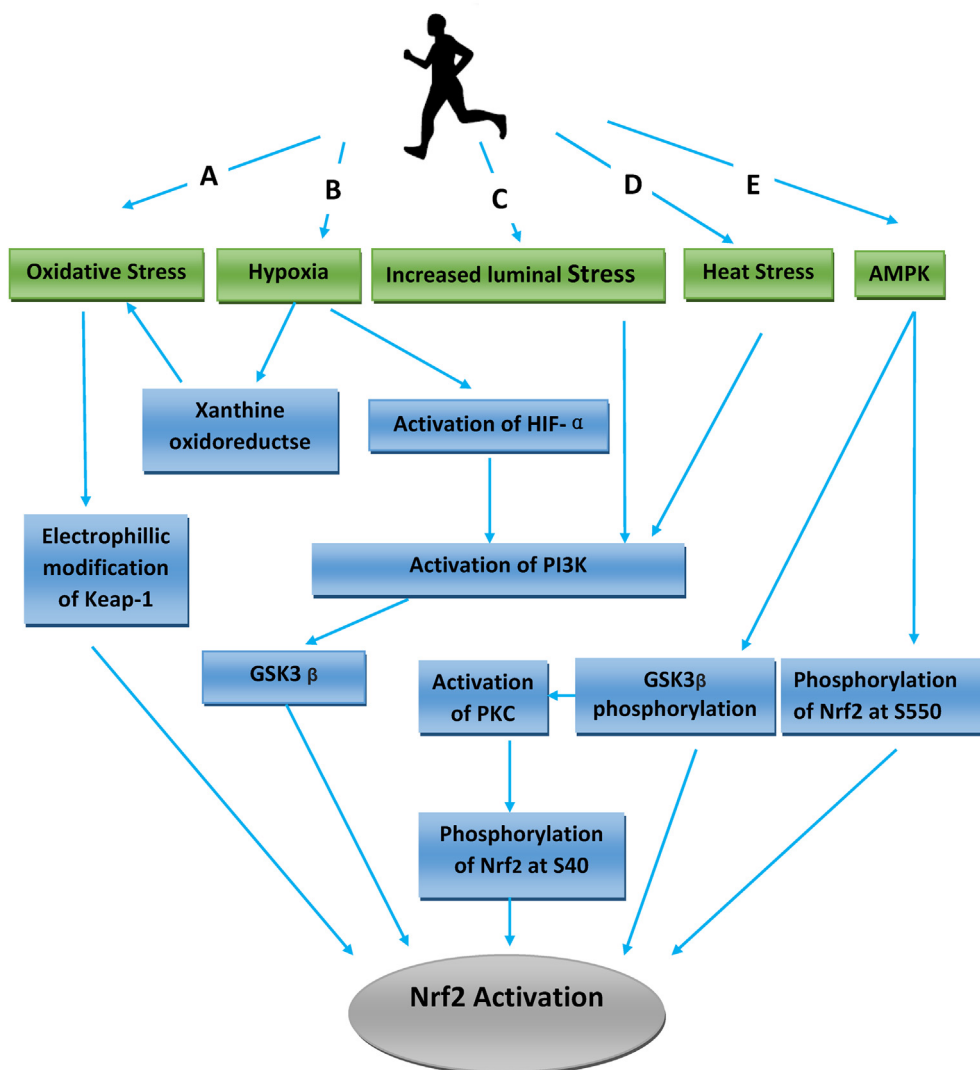 A
B
C
D
E
Oxidative Stress
Hypoxia
Increased luminal Stress
Heat Stress
AMPK
Xanthine
oxidoreductse
Activation of HIF- α
Electrophillic
modification
of Keap-1
Activation of PI3K
GSK3 β
Activation
of PKC
GSK3β
phosphorylation
Phosphorylation
of Nrf2 at S550
Phosphorylation
of Nrf2 at S40
Nrf2 Activation